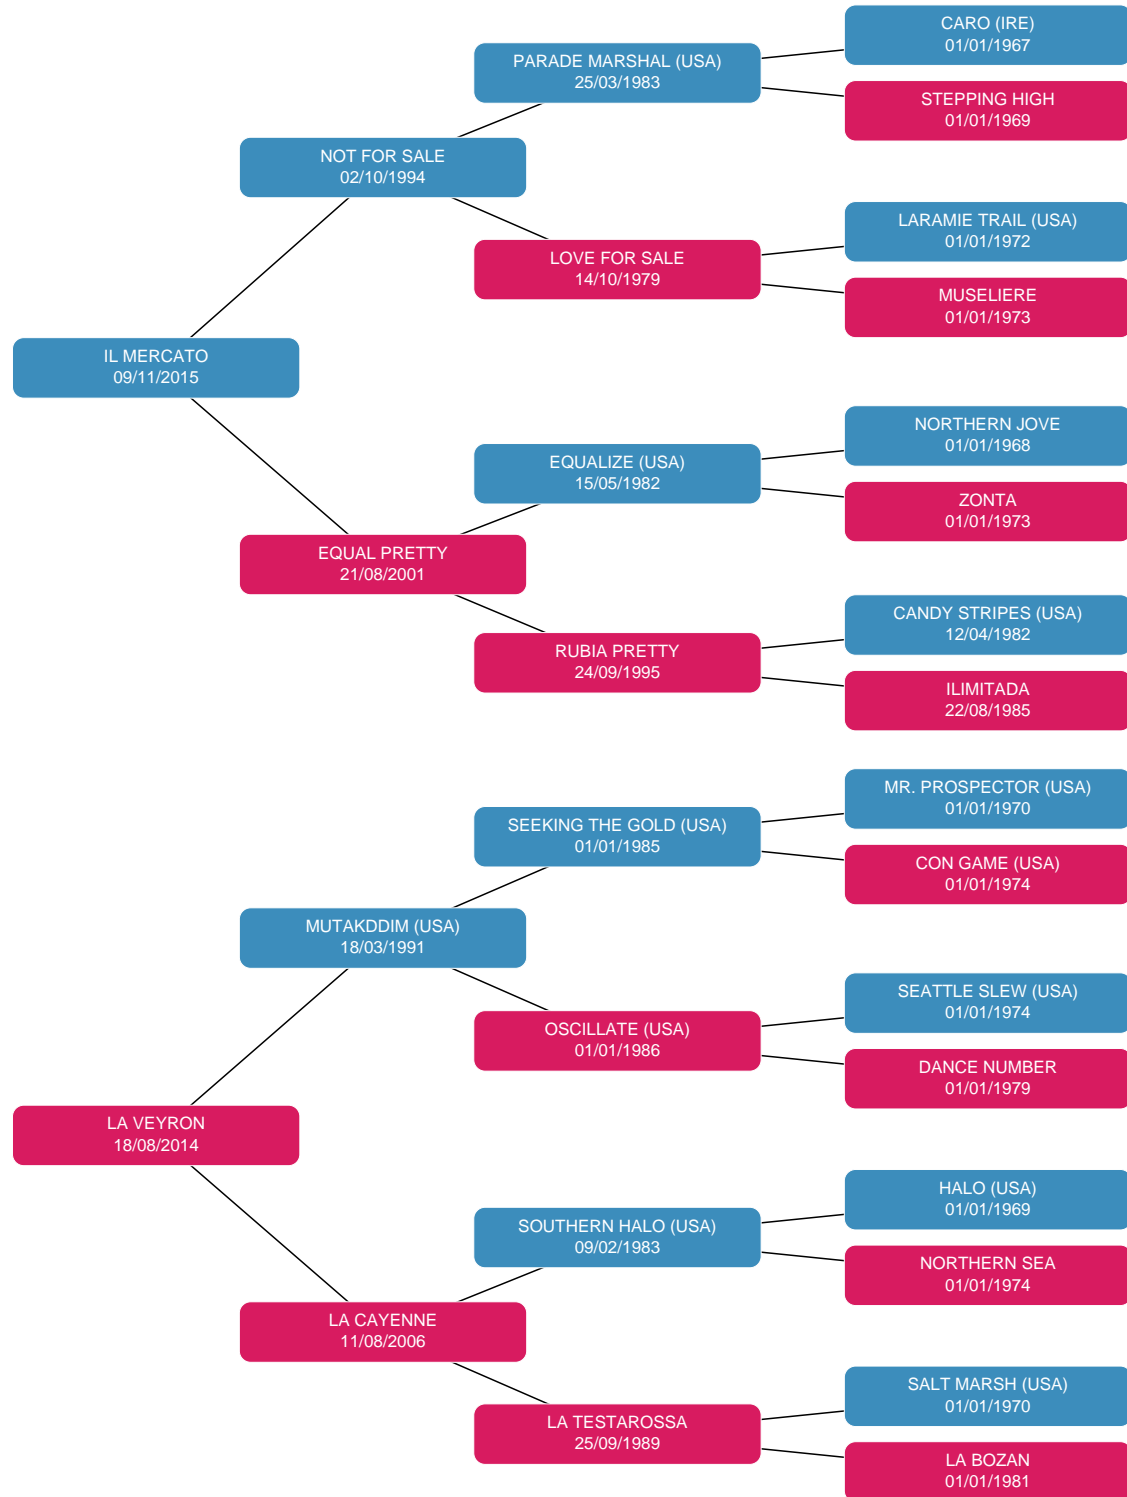 CARO (IRE)
01/01/1967
PARADE MARSHAL (USA)
25/03/1983
STEPPING HIGH
01/01/1969
NOT FOR SALE
02/10/1994
LARAMIE TRAIL (USA)
01/01/1972
LOVE FOR SALE
14/10/1979
MUSELIERE
01/01/1973
IL MERCATO
09/11/2015
NORTHERN JOVE
01/01/1968
EQUALIZE (USA)
15/05/1982
ZONTA
01/01/1973
EQUAL PRETTY
21/08/2001
CANDY STRIPES (USA)
12/04/1982
RUBIA PRETTY
24/09/1995
ILIMITADA
22/08/1985
MR. PROSPECTOR (USA)
01/01/1970
SEEKING THE GOLD (USA)
01/01/1985
CON GAME (USA)
01/01/1974
MUTAKDDIM (USA)
18/03/1991
SEATTLE SLEW (USA)
01/01/1974
OSCILLATE (USA)
01/01/1986
DANCE NUMBER
01/01/1979
LA VEYRON
18/08/2014
HALO (USA)
01/01/1969
SOUTHERN HALO (USA)
09/02/1983
NORTHERN SEA
01/01/1974
LA CAYENNE
11/08/2006
SALT MARSH (USA)
01/01/1970
LA TESTAROSSA
25/09/1989
LA BOZAN
01/01/1981